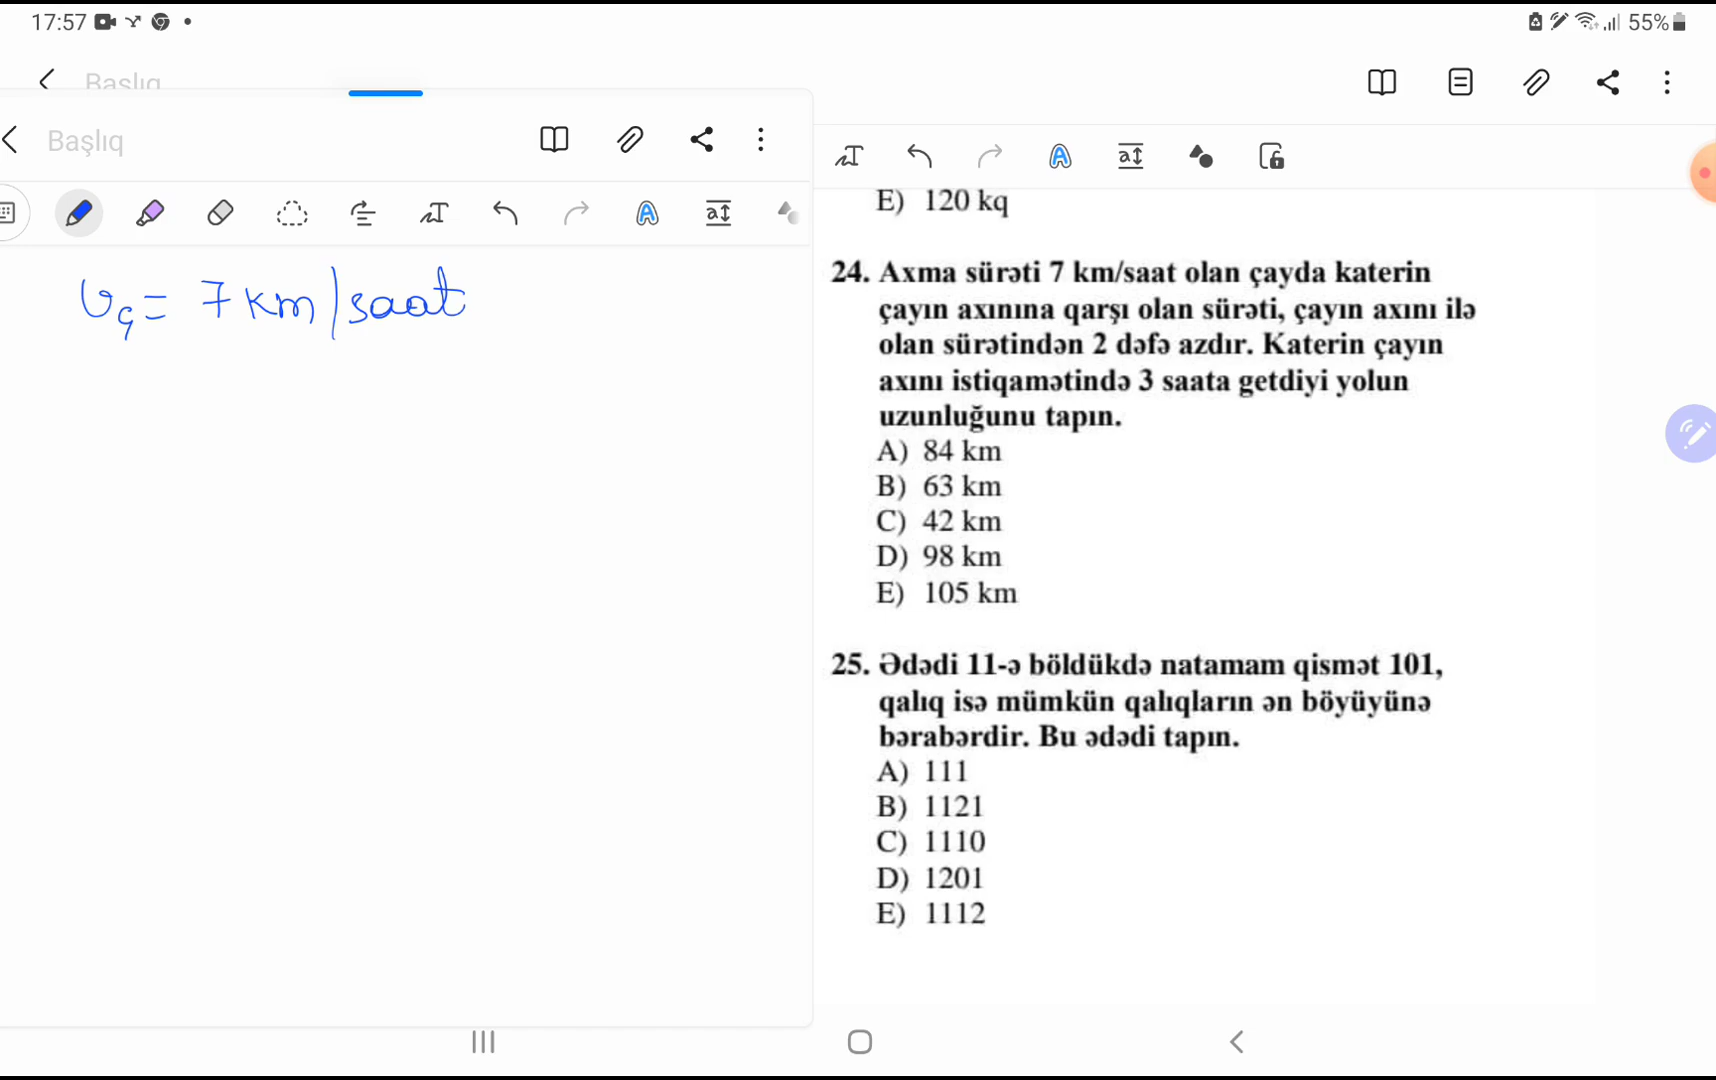 17:57
55%
Başlıq
Başlıq
Vç = 7 km/saat
E) 120 kq
24. Axma sürəti 7 km/saat olan çayda katerin
çayın axınına qarşı olan sürəti, çayın axını ilə
olan sürətindən 2 dəfə azdır. Katerin çayın
axını istiqamətində 3 saata getdiyi yolun
uzunluğunu tapın.
A) 84 km
B) 63 km
C) 42 km
D) 98 km
E) 105 km
25. Ədədi 11-ə böldükdə natamam qismət 101,
qalıq isə mümkün qalıqların ən böyüyünə
bərabərdir. Bu ədədi tapın.
A) 111
B) 1121
C) 1110
D) 1201
E) 1112